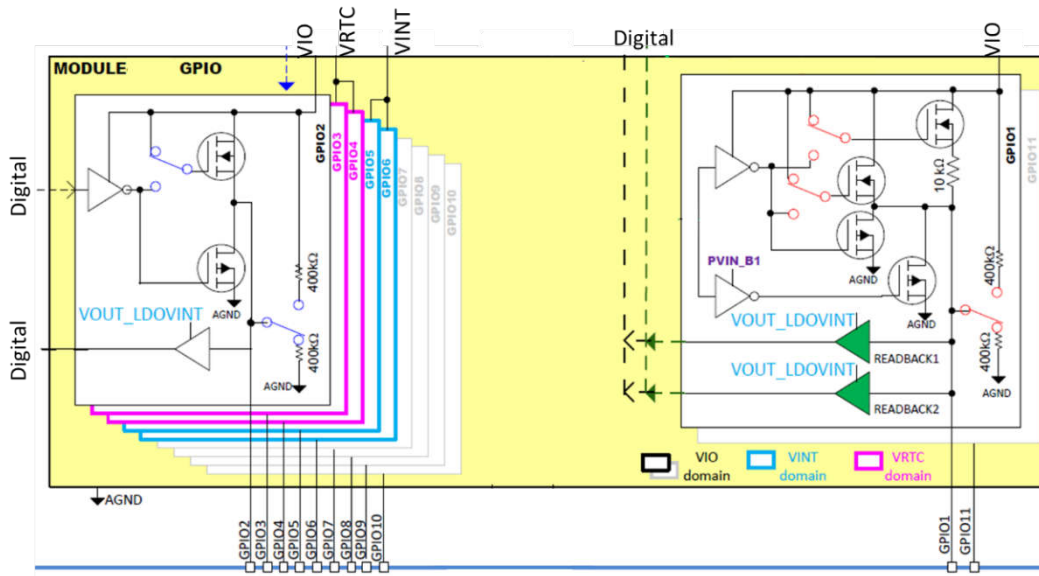 VIO
VRTC
VINT
Digital
VIO
MODULE GPIO
GPIO2
GPIO3
GPIO4
GPIO5
GPIO6
GPIO7
GPIO8
GPIO9
GPIO10
Digital
Digital
400kΩ
400kΩ
AGND
AGND
VOUT_LDOVINT
AGND
GPIO2
GPIO3
GPIO4
GPIO5
GPIO6
GPIO7
GPIO8
GPIO9
GPIO10
GPIO1
GPIO11
10 kΩ
400kΩ
400kΩ
PVIN_B1
AGND
AGND
AGND
VOUT_LDOVINT
READBACK1
VOUT_LDOVINT
READBACK2
VIO
domain
VINT
domain
VRTC
domain
GPIO1
GPIO11